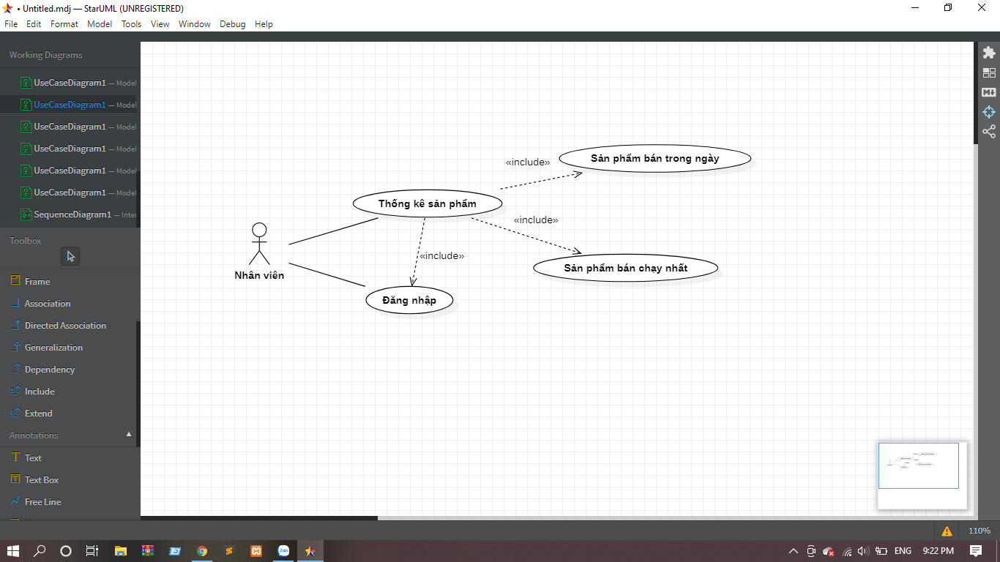 • Untitled.mdj — StarUML (UNREGISTERED)
File Edit Format Model Tools View Window Debug Help
Working Diagrams
UseCaseDiagram1 — Model
UseCaseDiagram1 — Model
UseCaseDiagram1 — Model
UseCaseDiagram1 — Model
UseCaseDiagram1 — Model
UseCaseDiagram1 — Model
SequenceDiagram1 — Inter
Toolbox
Frame
Association
Directed Association
Generalization
Dependency
Include
Extend
Annotations
Text
Text Box
Free Line
Sản phẩm bán trong ngày
«include»
Thống kê sản phẩm
«include»
«include»
Sản phẩm bán chạy nhất
Nhân viên
Đăng nhập
110%
Zalo
ENG 9:22 PM